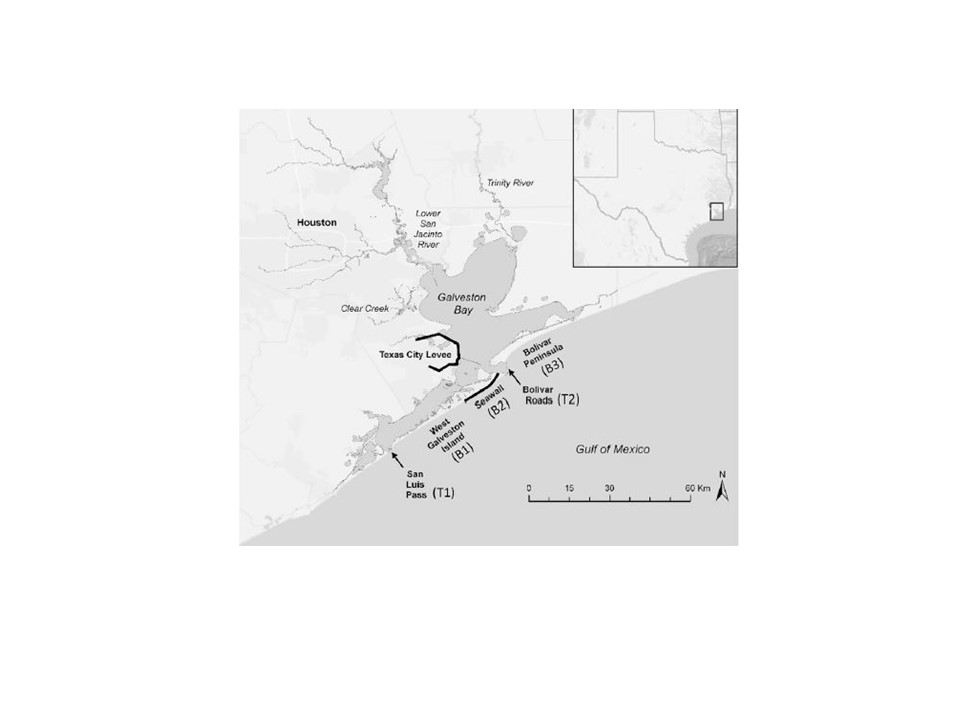 Trinity River
Houston
Lower
San
Jacinto
River
Galveston
Bay
Clear Creek
Texas City Levee
Bolivar
Peninsula
(B3)
Seawall
(B2)
Bolivar
Roads (T2)
West
Galveston
Island
(B1)
Gulf of Mexico
San
Luis
Pass (T1)
0 15 30 60 Km
N